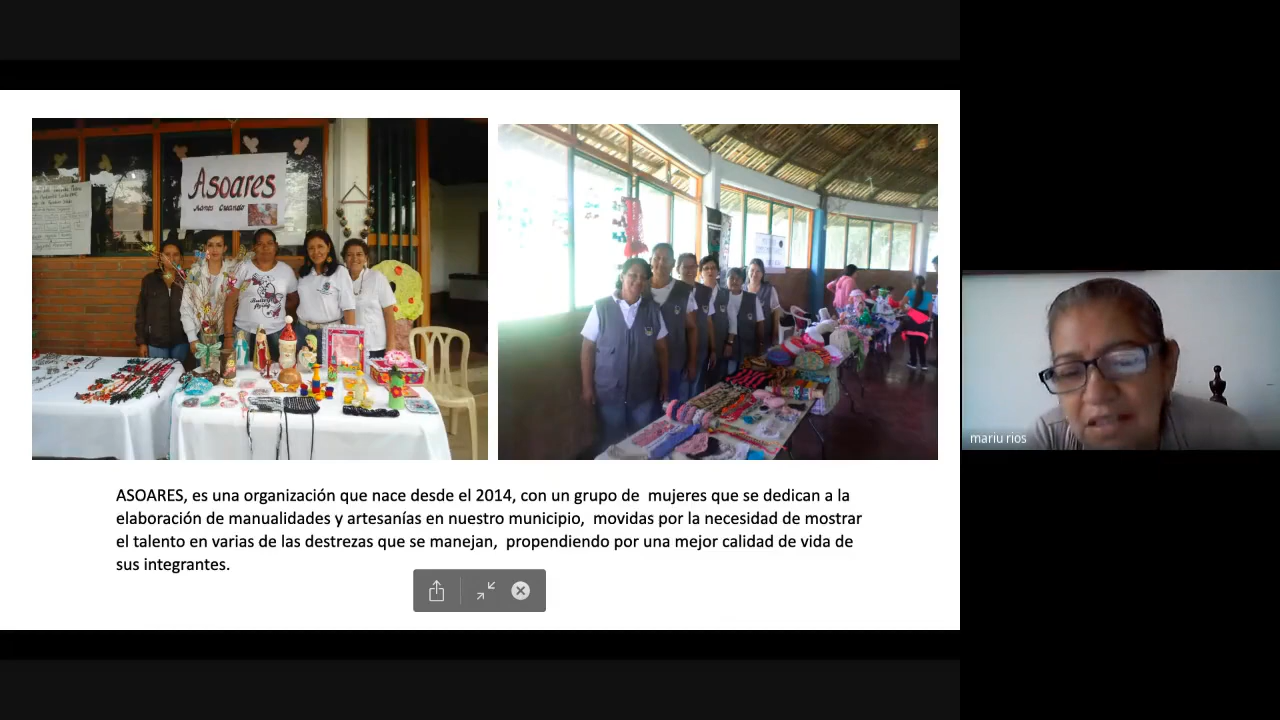 Asoares
Manos Creando
ASOARES, es una organización que nace desde el 2014, con un grupo de  mujeres que se dedican a la
elaboración de manualidades y artesanías en nuestro municipio,  movidas por la necesidad de mostrar
el talento en varias de las destrezas que se manejan,  propendiendo por una mejor calidad de vida de
sus integrantes.
mariu rios